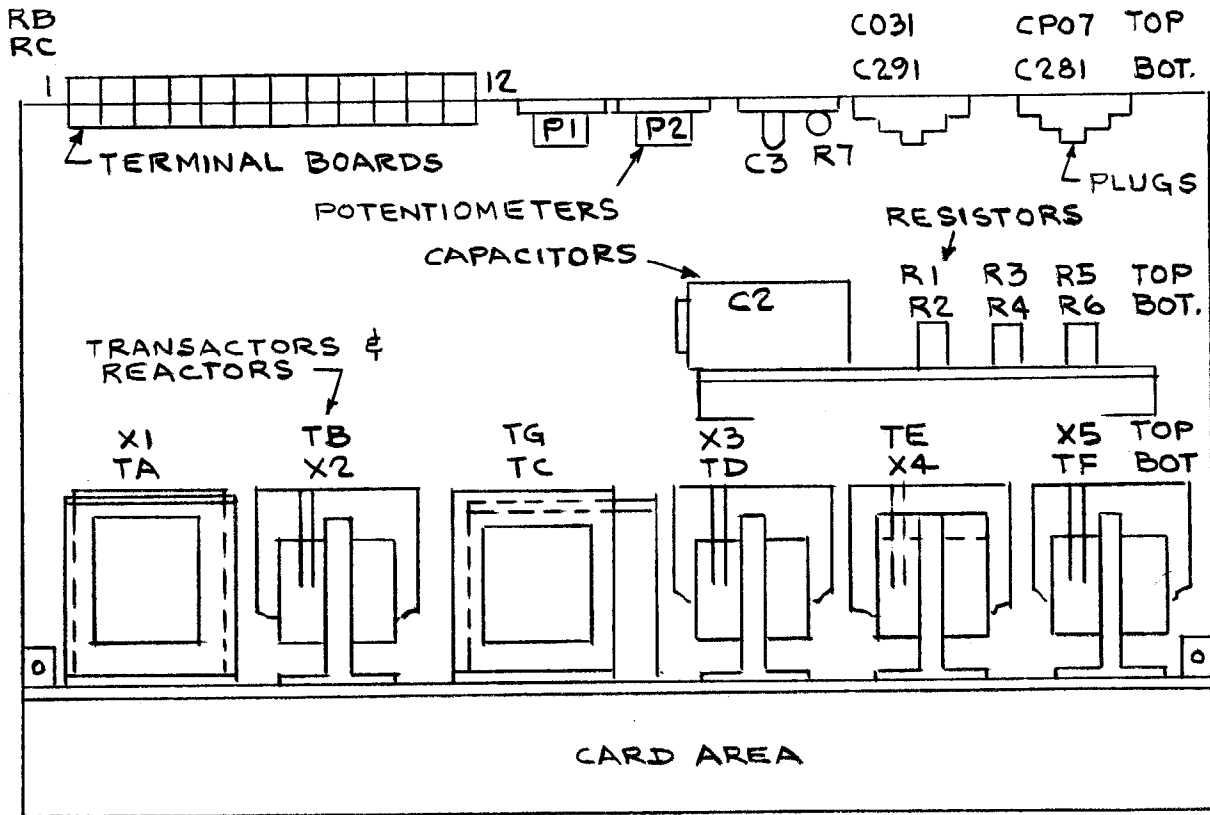 RB
RC
1
12
C031 CP07 TOP
C291 C281 BOT.
P1 P2
C3 R7
TERMINAL BOARDS
PLUGS
POTENTIOMETERS
RESISTORS
CAPACITORS
C2
R1 R3 R5 TOP
R2 R4 R6 BOT.
TRANSACTORS &
REACTORS
X1 TB TG X3 TE X5 TOP
TA X2 TC TD X4 TF BOT
CARD AREA